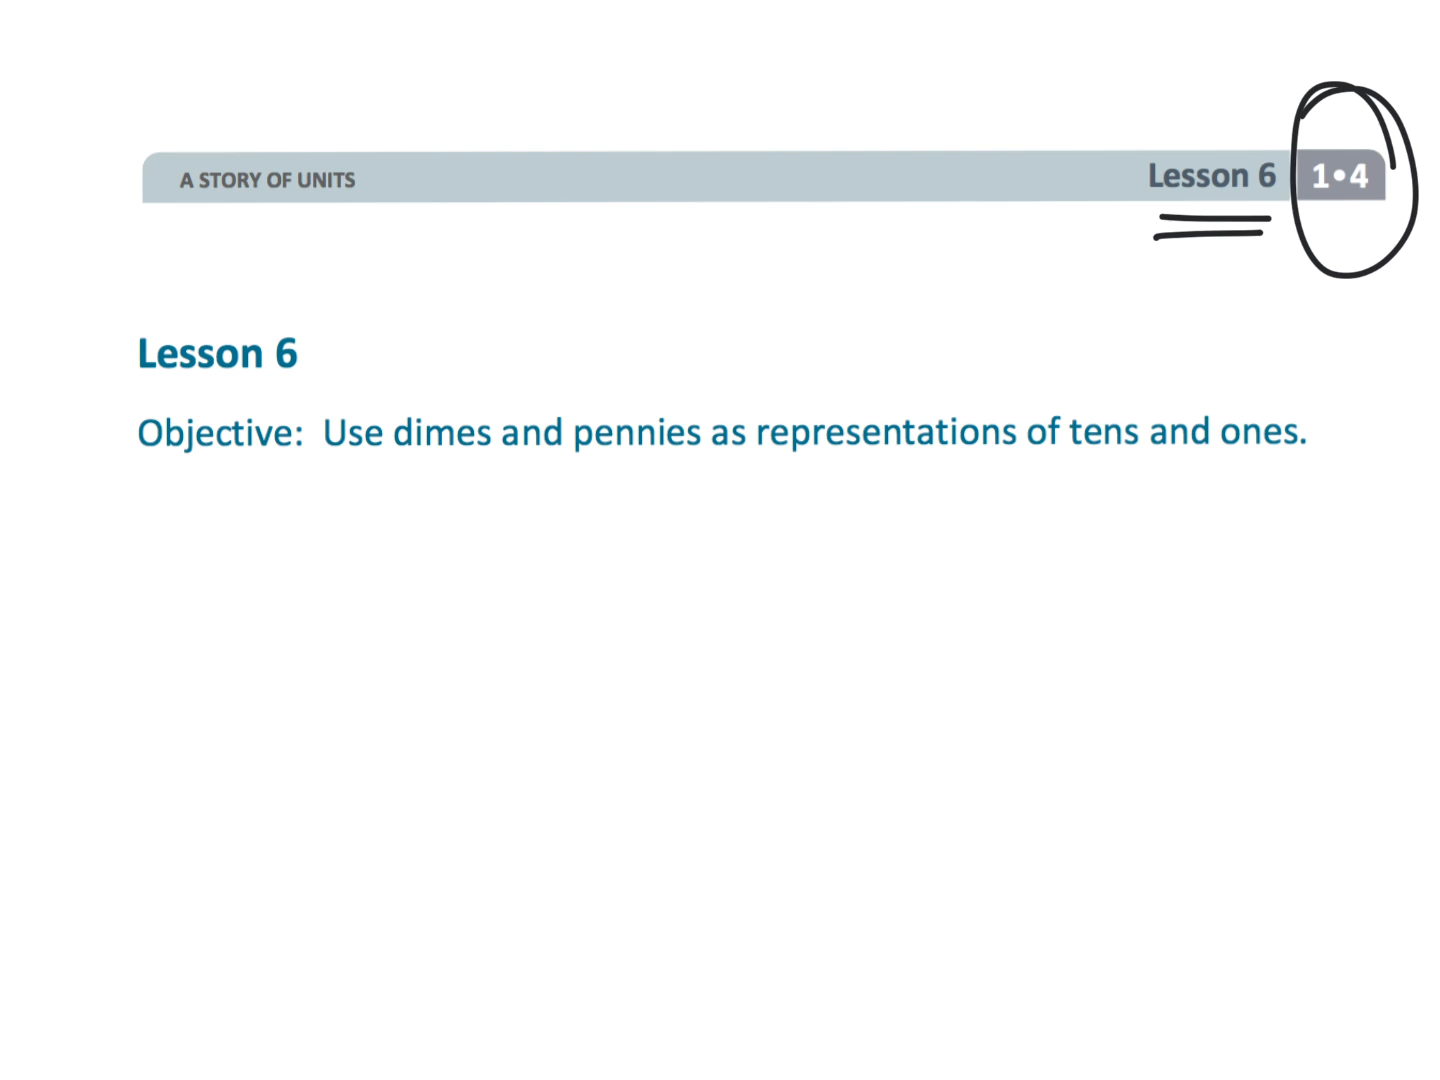 A STORY OF UNITS Lesson 6 1•4
Lesson 6
Objective: Use dimes and pennies as representations of tens and ones.